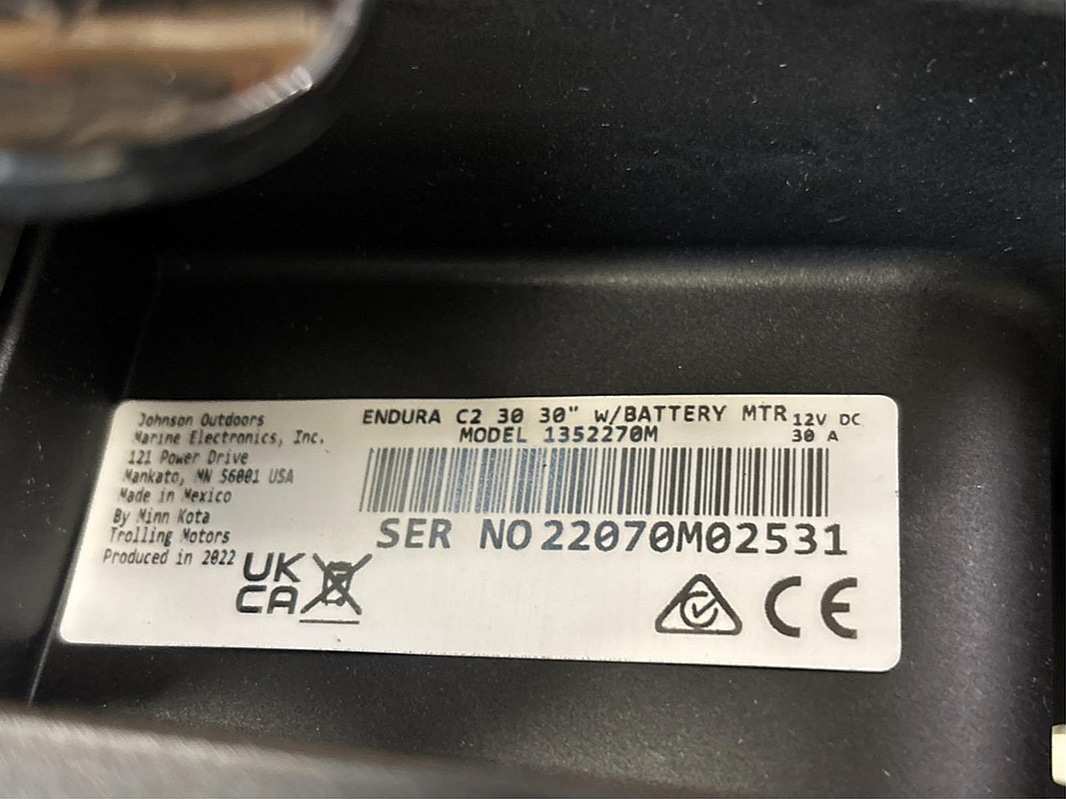 Johnson Outdoors
Marine Electronics, Inc.
121 Power Drive
Mankato, MN 56001 USA
Made in Mexico
By Minn Kota
Trolling Motors
Produced in 2022
ENDURA C2 30 30" W/BATTERY MTR 12V DC
MODEL 1352270M 30 A
SER NO 22070M02531
UK
CA
CE